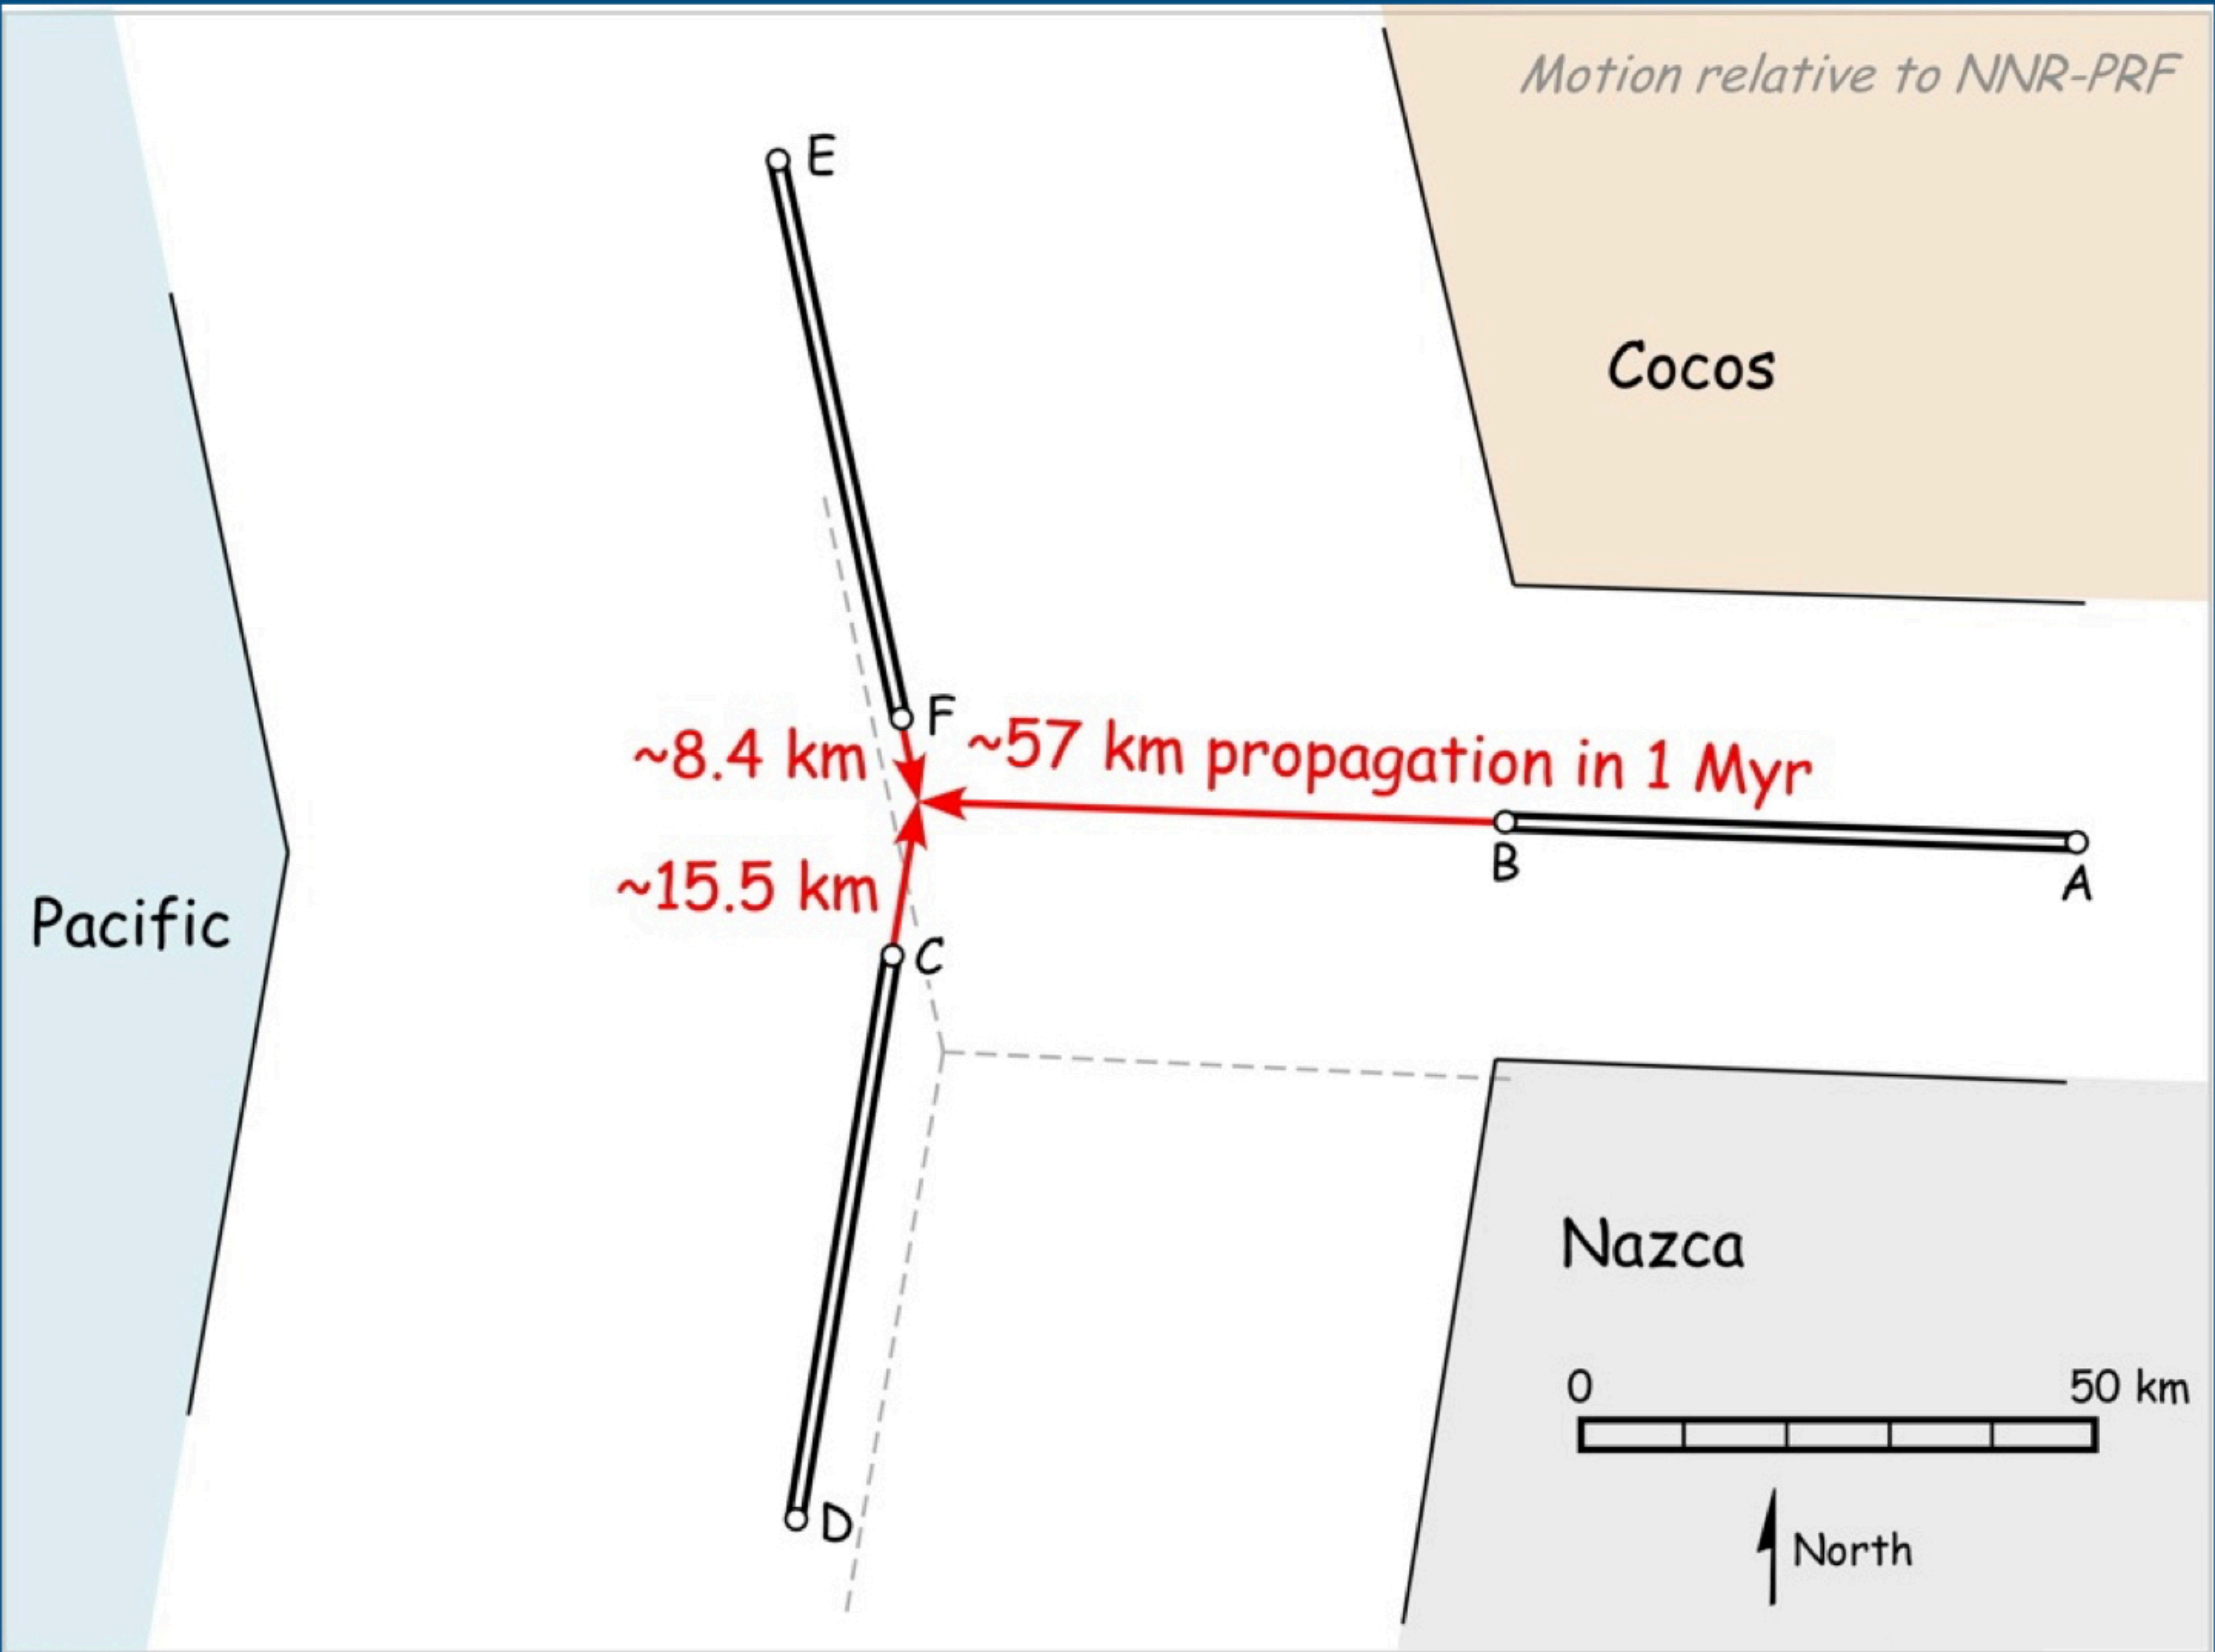 Motion relative to NNR-PRF
E
Cocos
F
~8.4 km
~57 km propagation in 1 Myr
B
A
~15.5 km
C
Pacific
Nazca
0
50 km
D
North